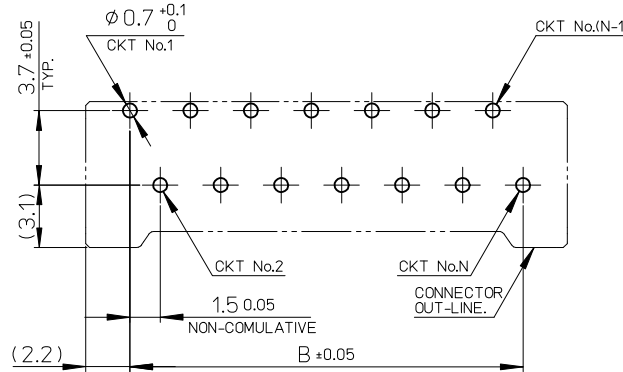 Ø0.7 +0.1 0
CKT No.1
CKT No.(N-1
3.7 ±0.05
TYP.
(3.1)
CKT No.2
CKT No.N
CONNECTOR
OUT-LINE.
1.5 0.05
NON-COMULATIVE
(2.2)
B ±0.05